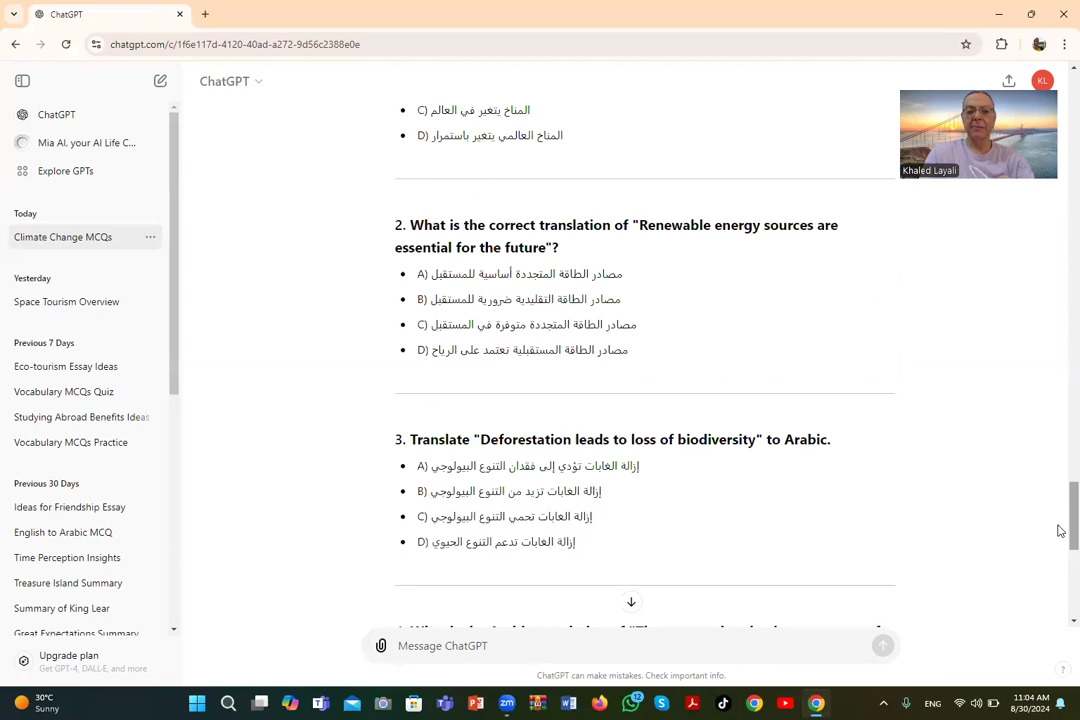 ChatGPT
chatgpt.com/c/1f6e117d-4120-40ad-a272-9d56c2388e0e
ChatGPT
KL
Khaled Layali
ChatGPT
Mia AI, your AI Life C...
Explore GPTs
Today
Climate Change MCQs
Yesterday
Space Tourism Overview
Previous 7 Days
Eco-tourism Essay Ideas
Vocabulary MCQs Quiz
Studying Abroad Benefits Ideas
Vocabulary MCQs Practice
Previous 30 Days
Ideas for Friendship Essay
English to Arabic MCQ
Time Perception Insights
Treasure Island Summary
Summary of King Lear
Great Expectations Summary
Upgrade plan
Get GPT-4, DALL-E, and more
C) المناخ يتغير في العالم
D) المناخ العالمي يتغير باستمرار
2. What is the correct translation of "Renewable energy sources are
essential for the future"?
A) مصادر الطاقة المتجددة أساسية للمستقبل
B) مصادر الطاقة التقليدية ضرورية للمستقبل
C) مصادر الطاقة المتجددة متوفرة في المستقبل
D) مصادر الطاقة المستقبلية تعتمد على الرياح
3. Translate "Deforestation leads to loss of biodiversity" to Arabic.
A) إزالة الغابات تؤدي إلى فقدان التنوع البيولوجي
B) إزالة الغابات تزيد من التنوع البيولوجي
C) إزالة الغابات تحمي التنوع البيولوجي
D) إزالة الغابات تدعم التنوع الحيوي
Message ChatGPT
ChatGPT can make mistakes. Check important info.
?
30°C
Sunny
12
ENG
11:04 AM
8/30/2024